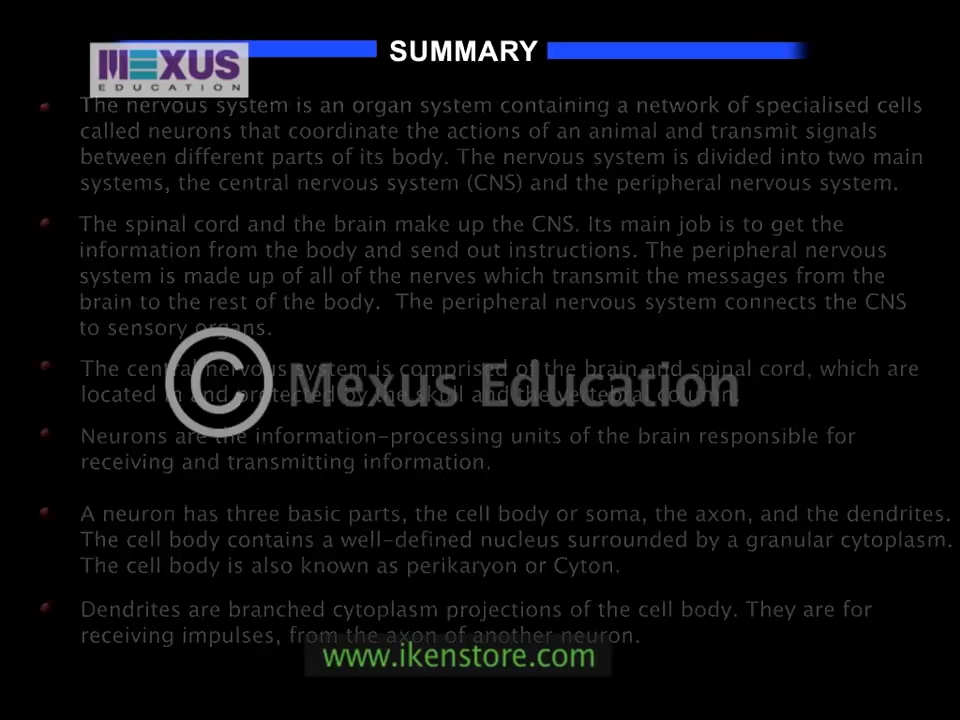 SUMMARY
MEXUS
EDUCATION
The nervous system is an organ system containing a network of specialised cells
called neurons that coordinate the actions of an animal and transmit signals
between different parts of its body. The nervous system is divided into two main
systems, the central nervous system (CNS) and the peripheral nervous system.
The spinal cord and the brain make up the CNS. Its main job is to get the
information from the body and send out instructions. The peripheral nervous
system is made up of all of the nerves which transmit the messages from the
brain to the rest of the body. The peripheral nervous system connects the CNS
to sensory organs.
The central nervous system is comprised of the brain and spinal cord, which are
located in and protected by the skull and the vertebral column.
© Mexus Education
Neurons are the information-processing units of the brain responsible for
receiving and transmitting information.
A neuron has three basic parts, the cell body or soma, the axon, and the dendrites.
The cell body contains a well-defined nucleus surrounded by a granular cytoplasm.
The cell body is also known as perikaryon or Cyton.
Dendrites are branched cytoplasm projections of the cell body. They are for
receiving impulses, from the axon of another neuron.
www.ikenstore.com